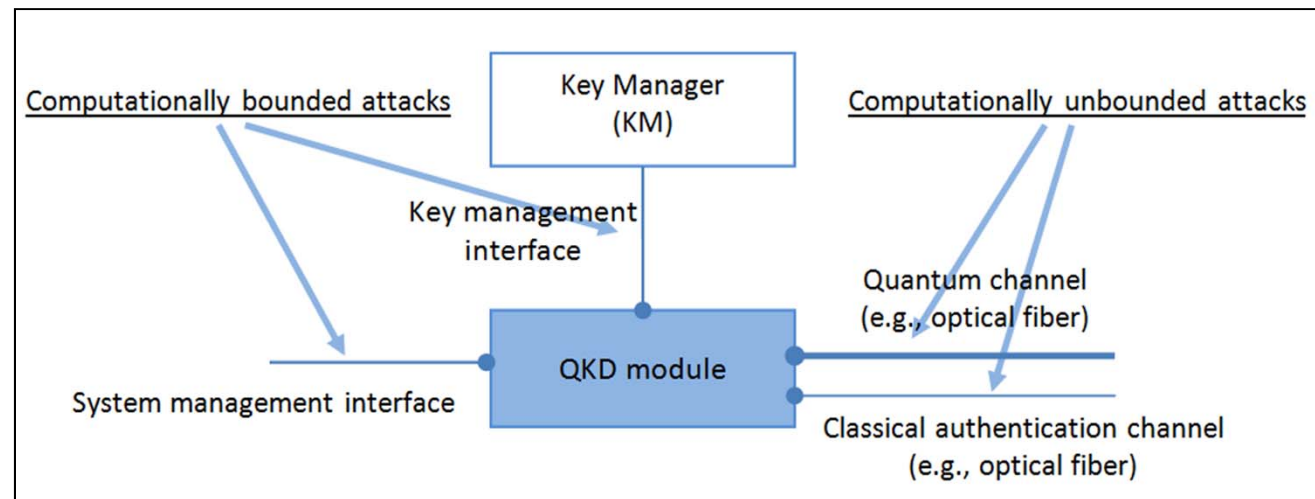 Computationally bounded attacks
Key Manager
(KM)
Computationally unbounded attacks
Key management
interface
Quantum channel
(e.g., optical fiber)
QKD module
System management interface
Classical authentication channel
(e.g., optical fiber)